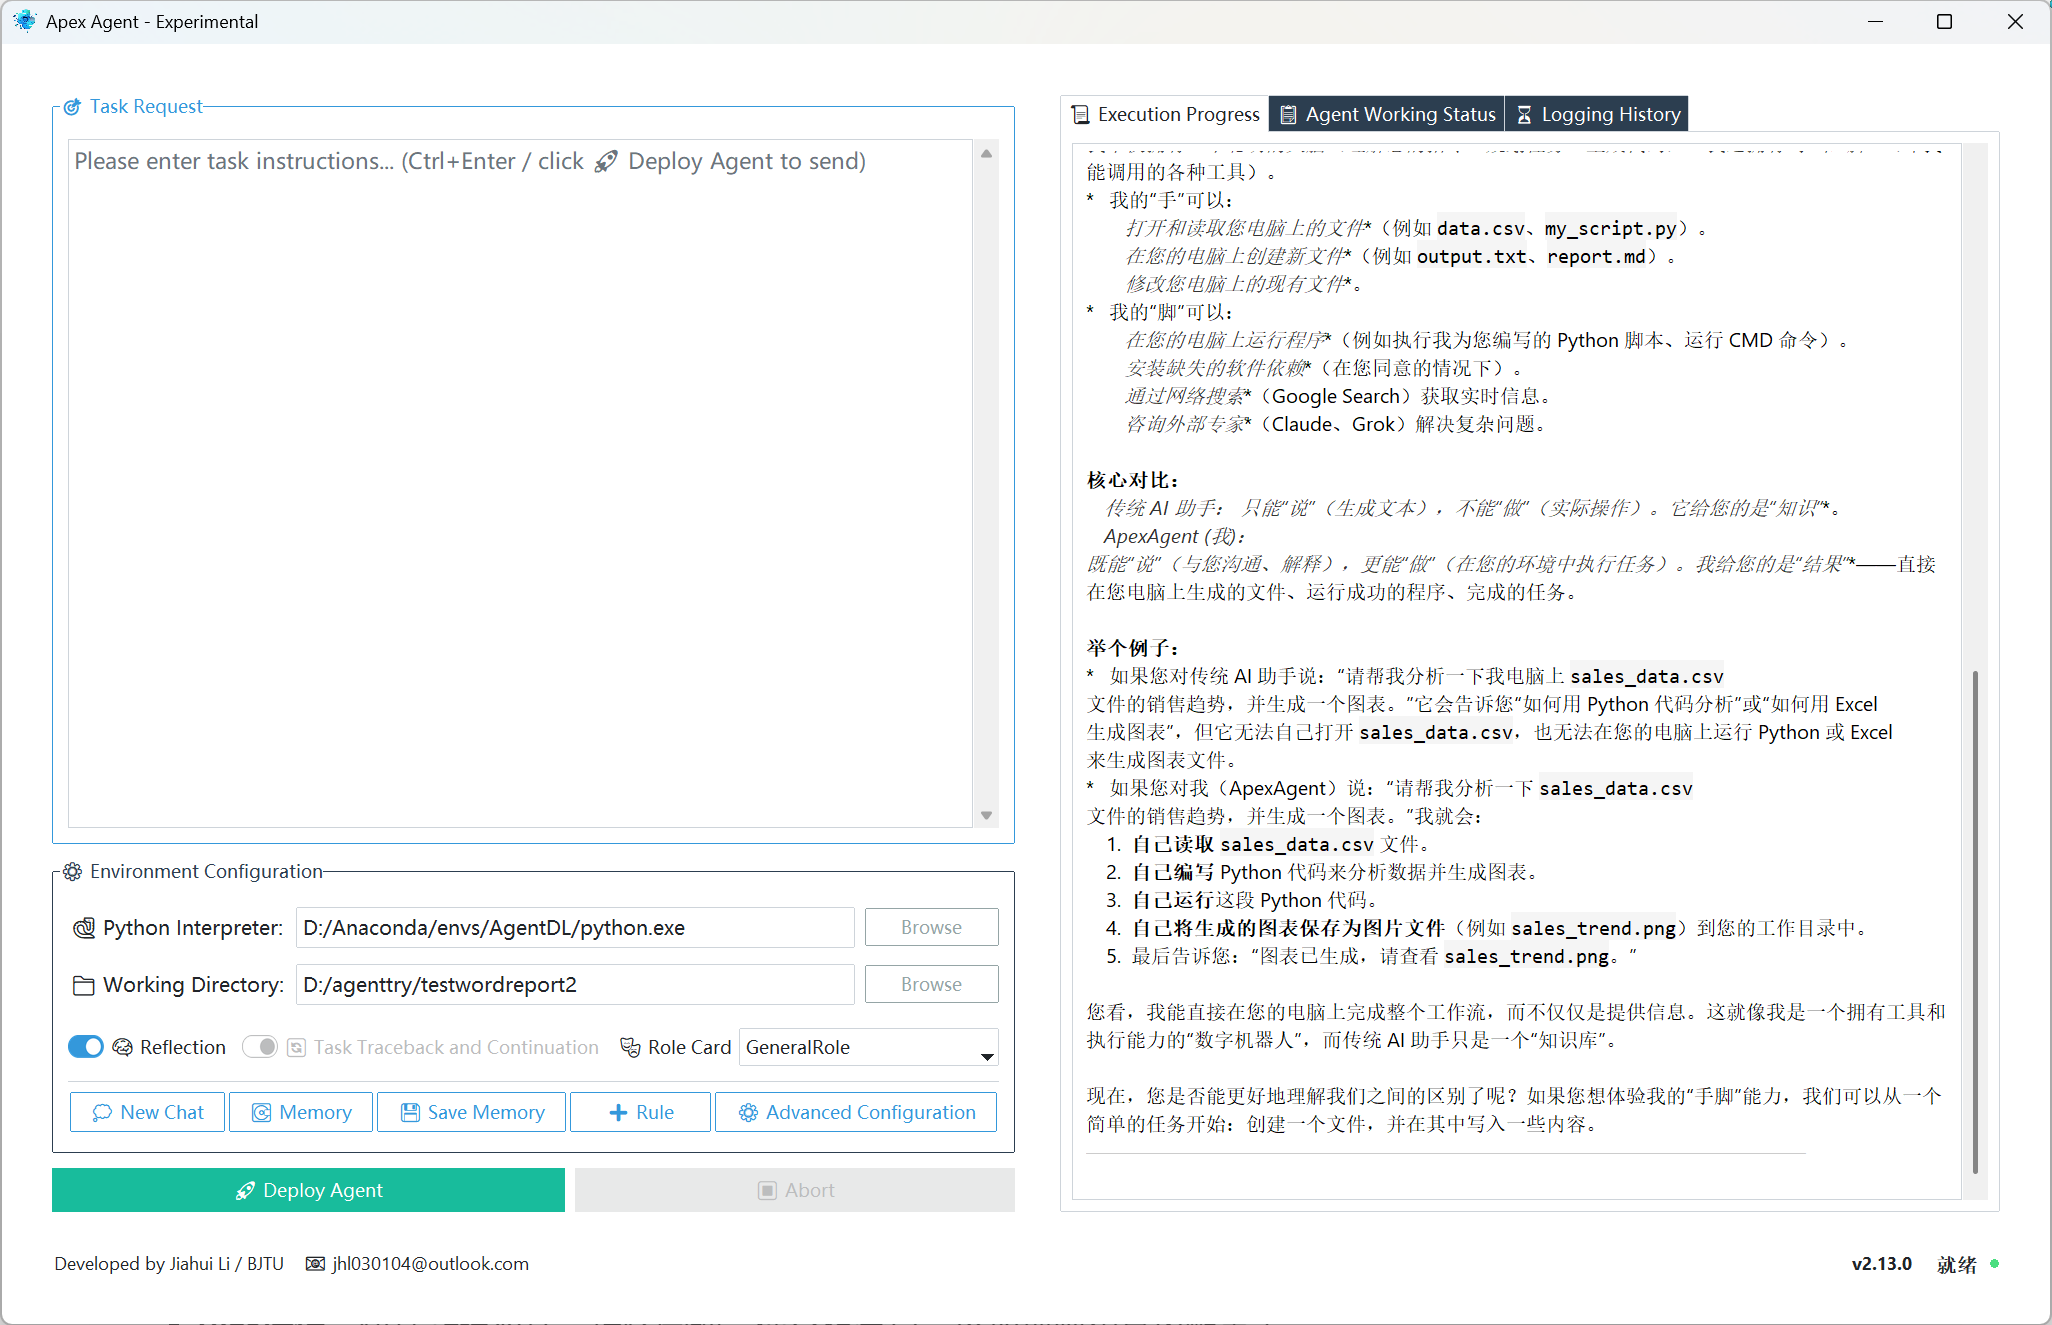 Apex Agent - Experimental
Task Request
Please enter task instructions... (Ctrl+Enter / click 🚀 Deploy Agent to send)
Environment Configuration
Python Interpreter: D:/Anaconda/envs/AgentDL/python.exe Browse
Working Directory: D:/agenttry/testwordreport2 Browse
Reflection Task Traceback and Continuation Role Card GeneralRole
New Chat Memory Save Memory Rule Advanced Configuration
Deploy Agent Abort
Execution Progress Agent Working Status Logging History
能调用的各种工具）。
* 我的“手”可以：
打开和读取您电脑上的文件*（例如 data.csv、my_script.py）。
在您的电脑上创建新文件*（例如 output.txt、report.md）。
修改您电脑上的现有文件*。
* 我的“脚”可以：
在您的电脑上运行程序*（例如执行我为您编写的 Python 脚本、运行 CMD 命令）。
安装缺失的软件依赖*（在您同意的情况下）。
通过网络搜索*（Google Search）获取实时信息。
咨询外部专家*（Claude、Grok）解决复杂问题。
核心对比：
传统 AI 助手： 只能“说”（生成文本），不能“做”（实际操作）。它给您的是“知识”*。
ApexAgent (我)：
既能“说”（与您沟通、解释），更能“做”（在您的环境中执行任务）。我给您的是“结果”*——直接
在您电脑上生成的文件、运行成功的程序、完成的任务。
举个例子：
* 如果您对传统 AI 助手说：“请帮我分析一下我电脑上 sales_data.csv
文件的销售趋势，并生成一个图表。”它会告诉您“如何用 Python 代码分析”或“如何用 Excel
生成图表”，但它无法自己打开 sales_data.csv，也无法在您的电脑上运行 Python 或 Excel
来生成图表文件。
* 如果您对我（ApexAgent）说：“请帮我分析一下 sales_data.csv
文件的销售趋势，并生成一个图表。”我就会：
1. 自己读取 sales_data.csv 文件。
2. 自己编写 Python 代码来分析数据并生成图表。
3. 自己运行这段 Python 代码。
4. 自己将生成的图表保存为图片文件（例如 sales_trend.png）到您的工作目录中。
5. 最后告诉您：“图表已生成，请查看 sales_trend.png。”
您看，我能直接在您的电脑上完成整个工作流，而不仅仅是提供信息。这就像我是一个拥有工具和
执行能力的“数字机器人”，而传统 AI 助手只是一个“知识库”。
现在，您是否能更好地理解我们之间的区别了呢？如果您想体验我的“手脚”能力，我们可以从一个
简单的任务开始：创建一个文件，并在其中写入一些内容。
Developed by Jiahui Li / BJTU jhl030104@outlook.com
v2.13.0 就绪